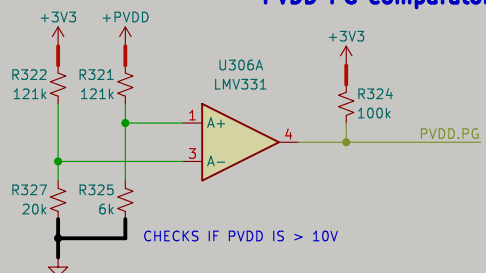 PVDD PG Comparator
+3V3
+PVDD
+3V3
R322
121k
R321
121k
U306A
LMV331
R324
100k
1
A+
3
A-
4
PVDD.PG
R327
20k
R325
6k
CHECKS IF PVDD IS > 10V